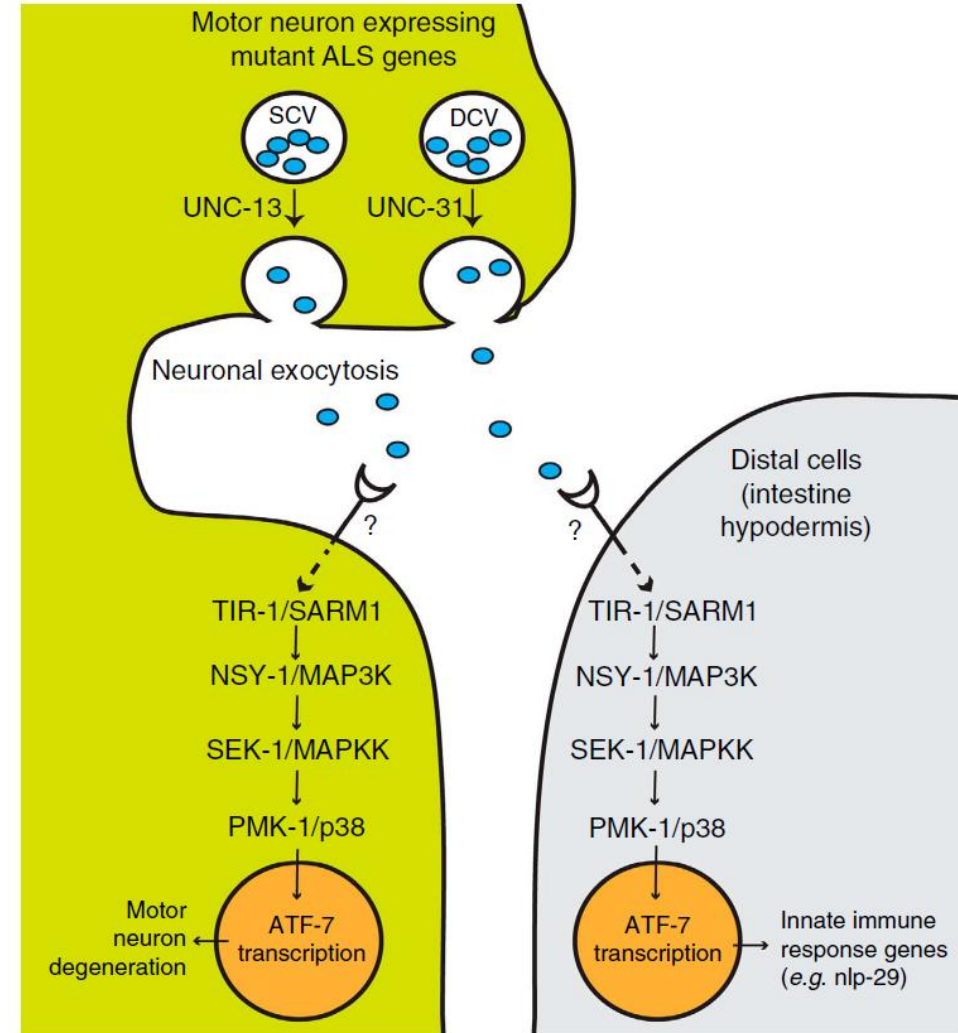 Motor neuron expressing
mutant ALS genes
SCV
DCV
UNC-13
UNC-31
Neuronal exocytosis
Distal cells
(intestine
hypodermis)
?
?
TIR-1/SARM1
NSY-1/MAP3K
SEK-1/MAPKK
PMK-1/p38
ATF-7
transcription
Motor
neuron
degeneration
TIR-1/SARM1
NSY-1/MAP3K
SEK-1/MAPKK
PMK-1/p38
ATF-7
transcription
Innate immune
response genes
(e.g. nlp-29)